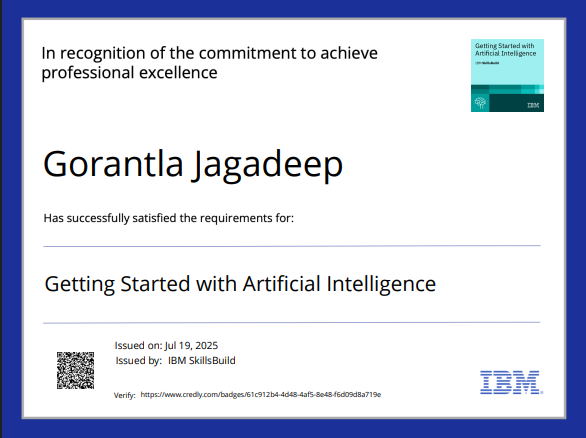 In recognition of the commitment to achieve
professional excellence
Getting Started with
Artificial Intelligence
IBM SkillsBuild
IBM
Gorantla Jagadeep
Has successfully satisfied the requirements for:
Getting Started with Artificial Intelligence
Issued on: Jul 19, 2025
Issued by: IBM SkillsBuild
Verify: https://www.credly.com/badges/61c912b4-4d48-4af5-8e48-f6d09d8a719e
IBM®